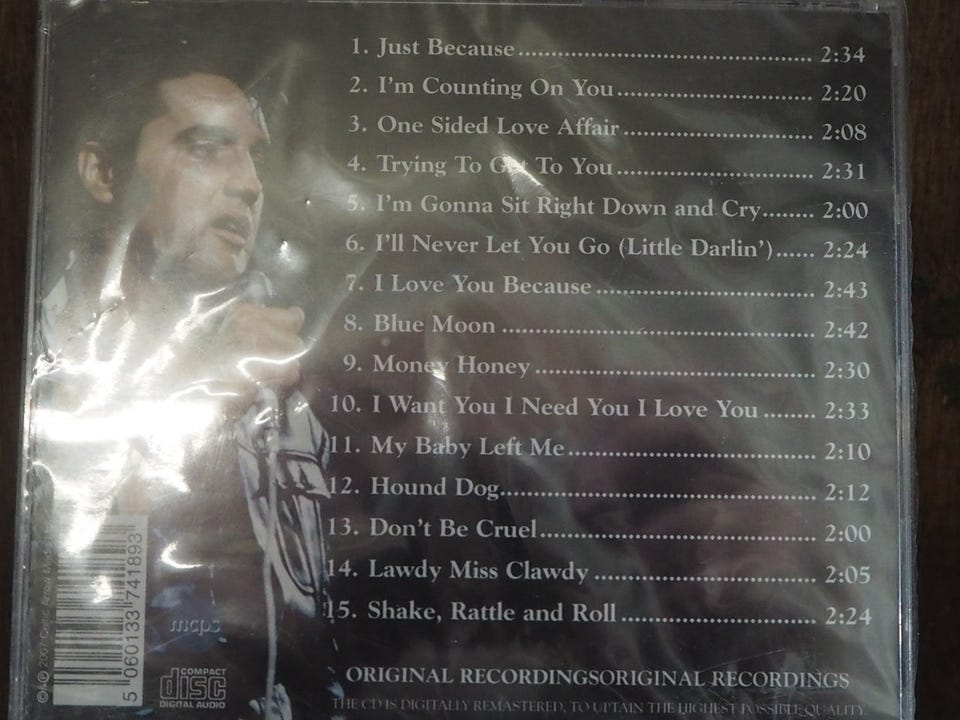 1. Just Because 2:34
2. I'm Counting On You 2:20
3. One Sided Love Affair 2:08
4. Trying To Get To You 2:31
5. I'm Gonna Sit Right Down and Cry 2:00
6. I'll Never Let You Go (Little Darlin') 2:24
7. I Love You Because 2:43
8. Blue Moon 2:42
9. Money Honey 2:30
10. I Want You I Need You I Love You 2:33
11. My Baby Left Me 2:10
12. Hound Dog 2:12
13. Don't Be Cruel 2:00
14. Lawdy Miss Clawdy 2:05
15. Shake, Rattle and Roll 2:24
ORIGINAL RECORDINGSORIGINAL RECORDINGS
THE CD IS DIGITALLY REMASTERED, TO UPTAIN THE HIGHEST POSSIBLE QUALITY.
mcps
COMPACT
disc
DIGITAL AUDIO
5 060133 741893
2007